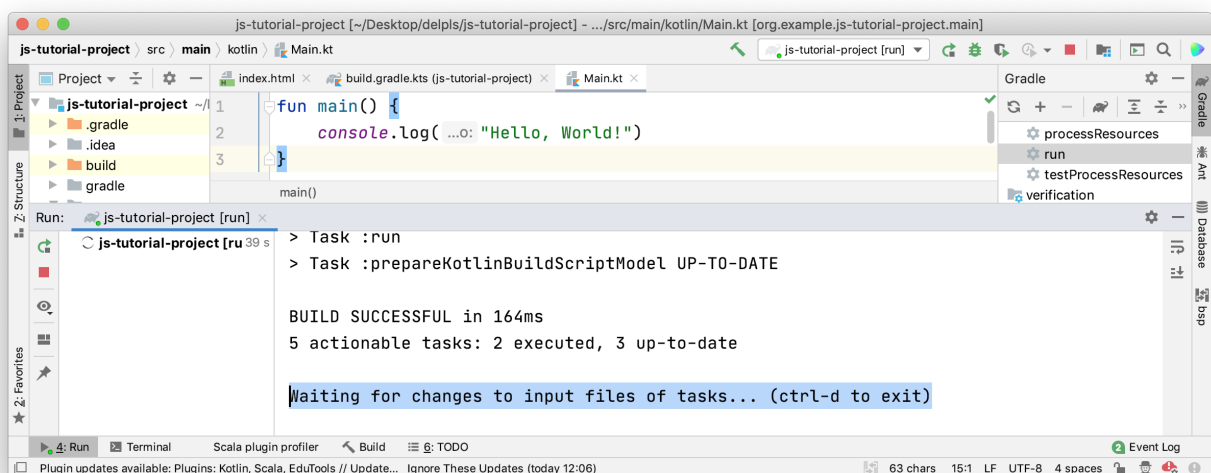 js-tutorial-project [~/Desktop/delpls/js-tutorial-project] - .../src/main/kotlin/Main.kt [org.example.js-tutorial-project.main]
js-tutorial-project src main kotlin Main.kt js-tutorial-project [run]
1: Project
Project
index.html
build.gradle.kts (js-tutorial-project)
Main.kt
Gradle
js-tutorial-project ~/
.gradle
.idea
build
gradle
1 fun main() {
2 console.log( ...o: "Hello, World!")
3 }
main()
processResources
run
testProcessResources
verification
Gradle
Ant
Database
bsp
Z: Structure
2: Favorites
Run: js-tutorial-project [run]
js-tutorial-project [ru 39 s
> Task :run
> Task :prepareKotlinBuildScriptModel UP-TO-DATE
BUILD SUCCESSFUL in 164ms
5 actionable tasks: 2 executed, 3 up-to-date
Waiting for changes to input files of tasks... (ctrl-d to exit)
4: Run Terminal Scala plugin profiler Build 6: TODO 2 Event Log
Plugin updates available: Plugins: Kotlin, Scala, EduTools // Update... Ignore These Updates (today 12:06) 63 chars 15:1 LF UTF-8 4 spaces